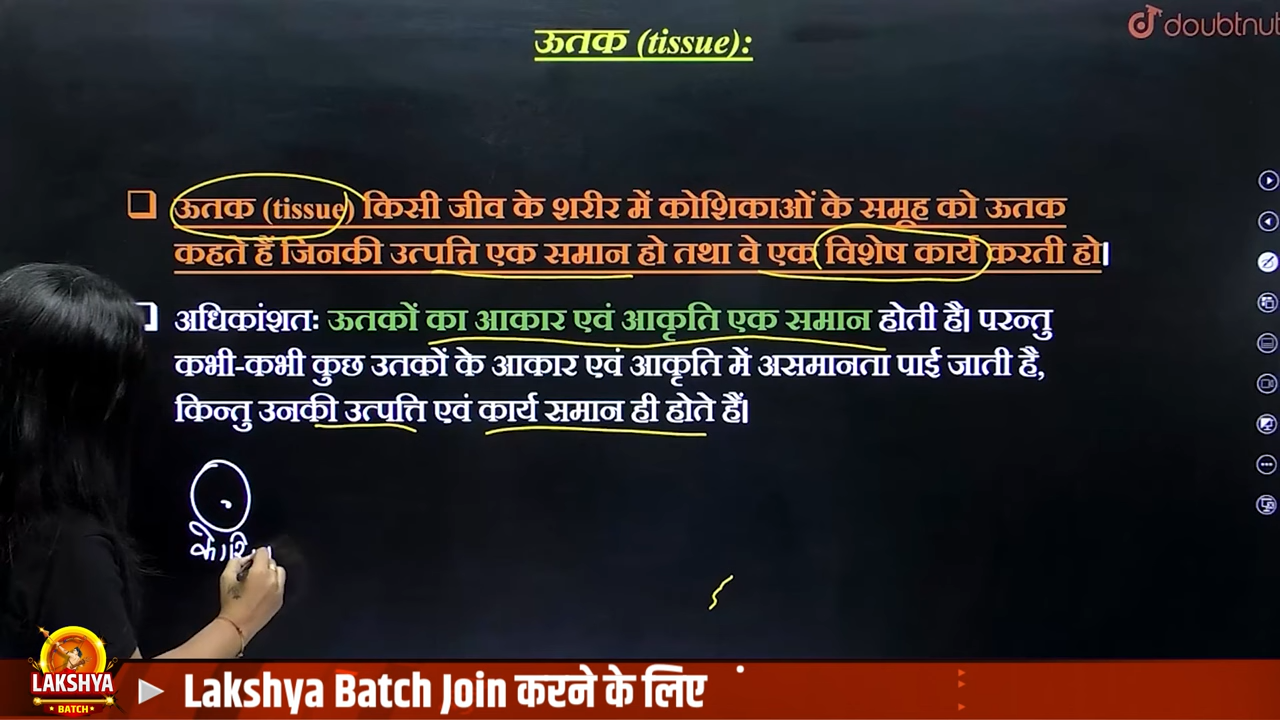 ऊतक (tissue):
doubtnut
ऊतक (tissue) किसी जीव के शरीर में कोशिकाओं के समूह को ऊतक
कहते हैं जिनकी उत्पत्ति एक समान हो तथा वे एक विशेष कार्य करती हो।
अधिकांशतः ऊतकों का आकार एवं आकृति एक समान होती है। परन्तु
कभी-कभी कुछ उतकों के आकार एवं आकृति में असमानता पाई जाती है,
किन्तु उनकी उत्पत्ति एवं कार्य समान ही होते हैं।
LAKSHYA
BATCH
Lakshya Batch Join करने के लिए